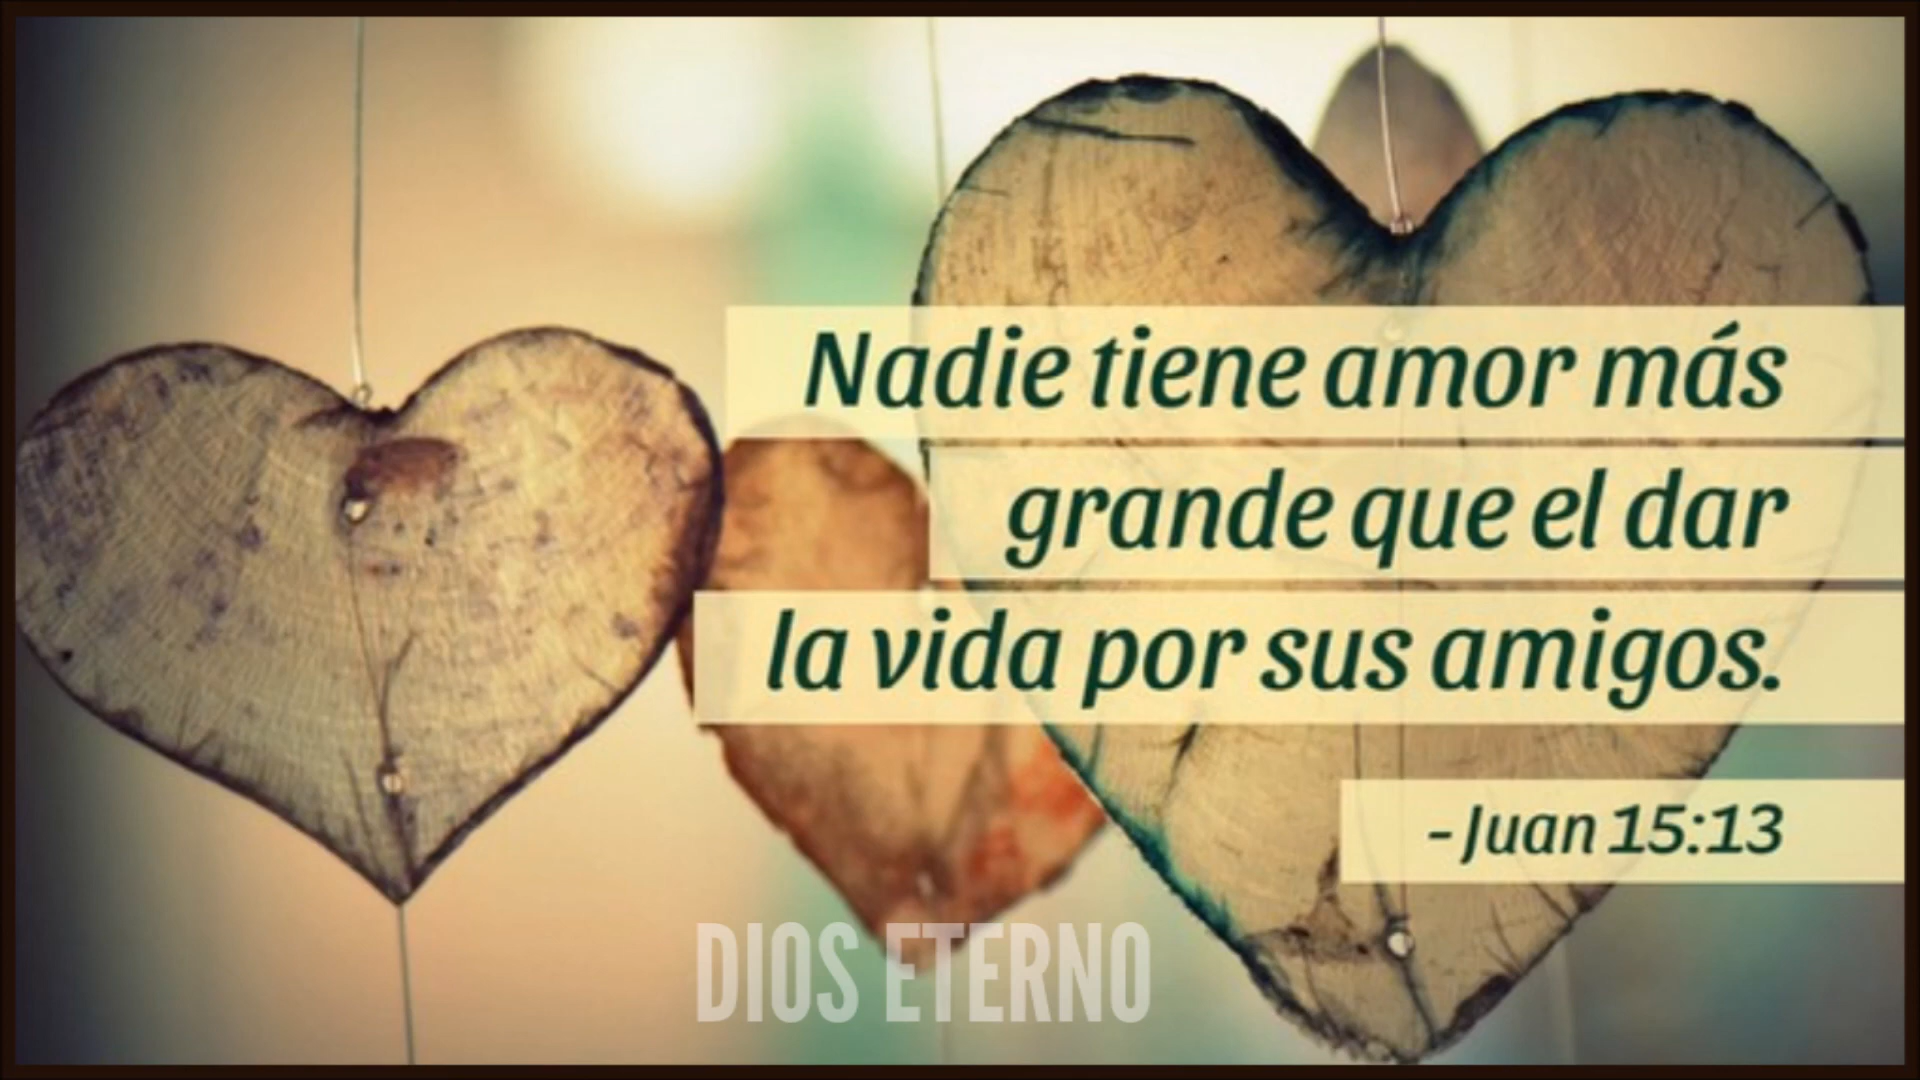 Nadie tiene amor más
grande que el dar
la vida por sus amigos.
- Juan 15:13
DIOS ETERNO